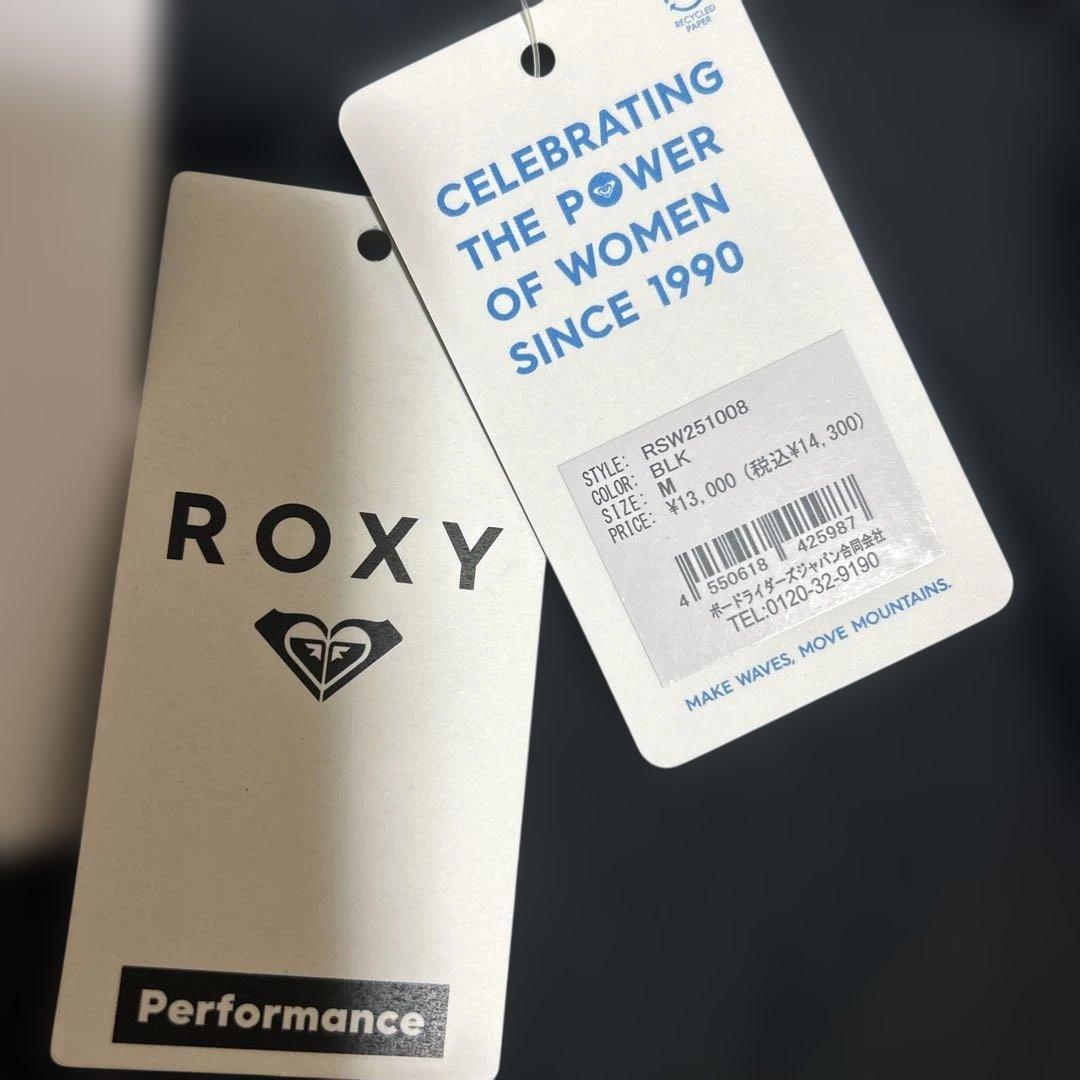 RECYCLED
PAPER
CELEBRATING
THE POWER
OF WOMEN
SINCE 1990
STYLE: RSW251008
COLOR: BLK
SIZE: M
PRICE: ¥13,000 (税込¥14,300)
4 550618 425987
ボードライダーズジャパン合同会社
TEL:0120-32-9190
MAKE WAVES, MOVE MOUNTAINS.
ROXY
Performance